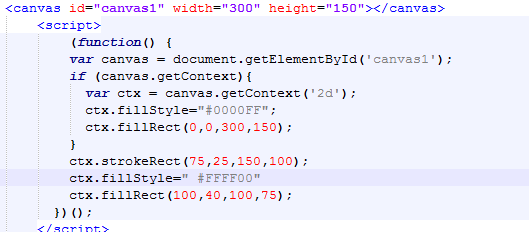 <canvas id="canvas1" width="300" height="150"></canvas>
<script>
(function() {
var canvas = document.getElementById('canvas1');
if (canvas.getContext){
var ctx = canvas.getContext('2d');
ctx.fillStyle="#0000FF";
ctx.fillRect(0,0,300,150);
}
ctx.strokeRect(75,25,150,100);
ctx.fillStyle=" #FFFF00"
ctx.fillRect(100,40,100,75);
})();
</script>